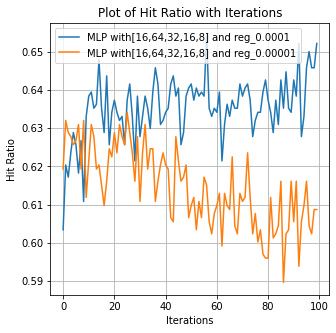 Plot of Hit Ratio with Iterations
MLP with[16,64,32,16,8] and reg_0.0001
MLP with[16,64,32,16,8] and reg_0.00001
Hit Ratio
0.65
0.64
0.63
0.62
0.61
0.60
0.59
0 20 40 60 80 100
Iterations